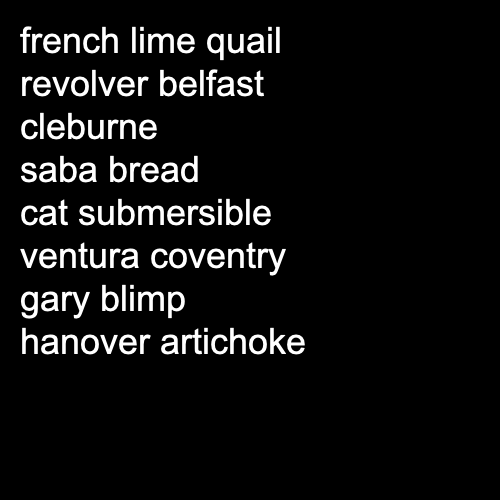 french lime quail
revolver belfast
cleburne
saba bread
cat submersible
ventura coventry
gary blimp
hanover artichoke